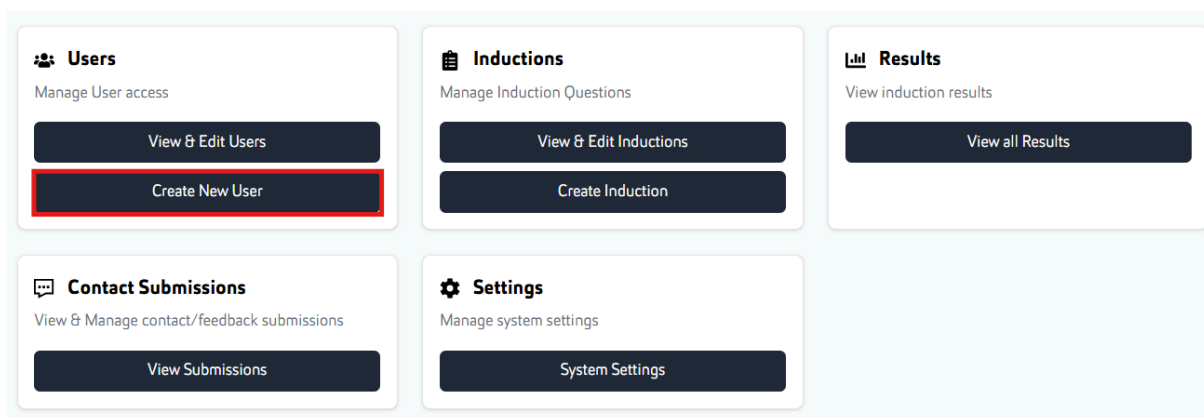 Users
Manage User access
View & Edit Users
Create New User
Inductions
Manage Induction Questions
View & Edit Inductions
Create Induction
Results
View induction results
View all Results
Contact Submissions
View & Manage contact/feedback submissions
View Submissions
Settings
Manage system settings
System Settings